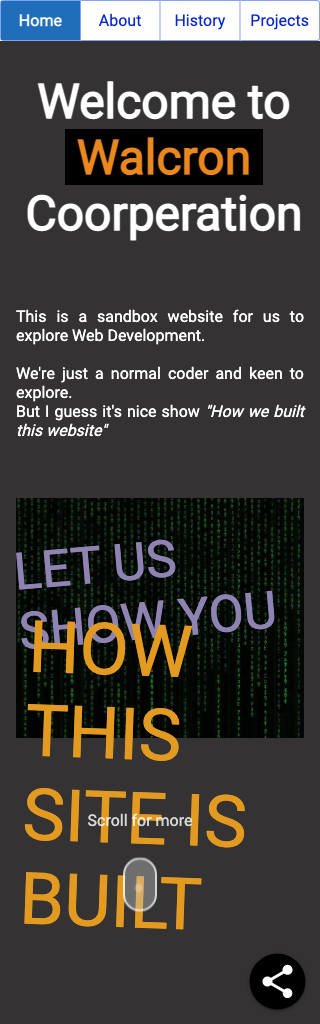 Home About History Projects
Welcome to
Walcron
Coorperation
This is a sandbox website for us to
explore Web Development.
We're just a normal coder and keen to
explore.
But I guess it's nice show "How we built
this website"
LET US
SHOW YOU
HOW
THIS
SITE IS
Scroll for more
BUILT